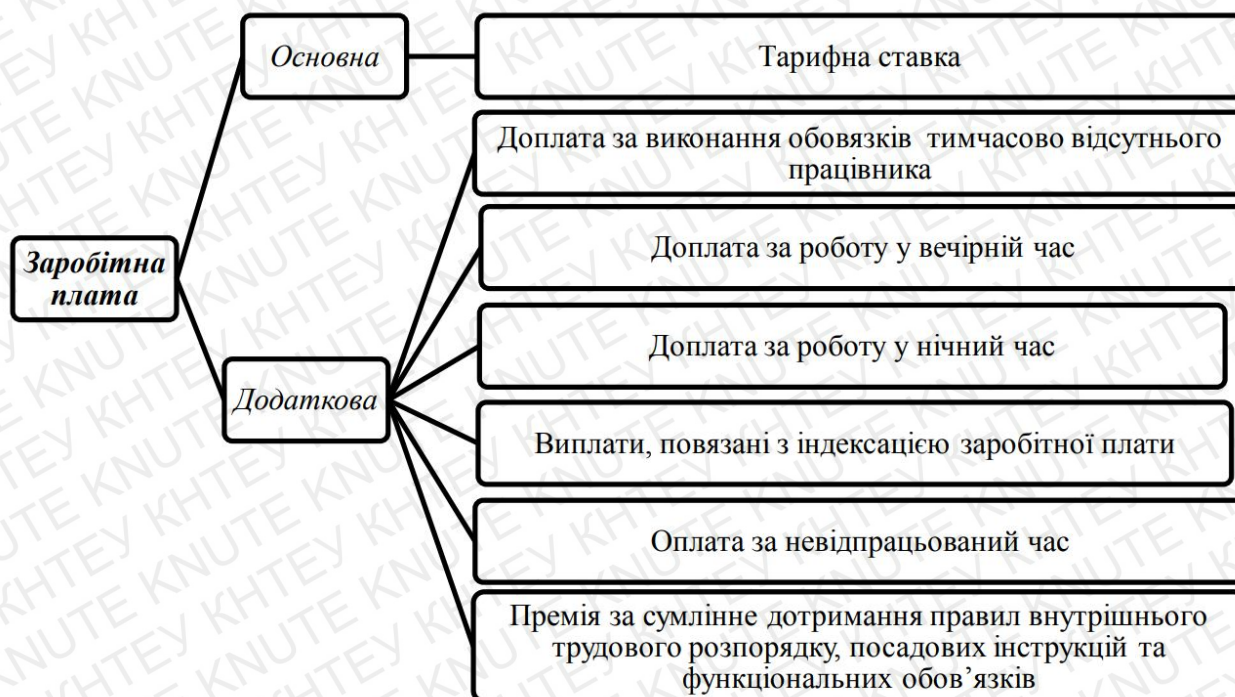 Основна
Тарифна ставка
Доплата за виконання обовязків тимчасово відсутнього
працівника
Доплата за роботу у вечірній час
Заробітна
плата
Доплата за роботу у нічний час
Додаткова
Виплати, повязані з індексацією заробітної плати
Оплата за невідпрацьований час
Премія за сумлінне дотримання правил внутрішнього
трудового розпорядку, посадових інструкцій та
функціональних обов’язків